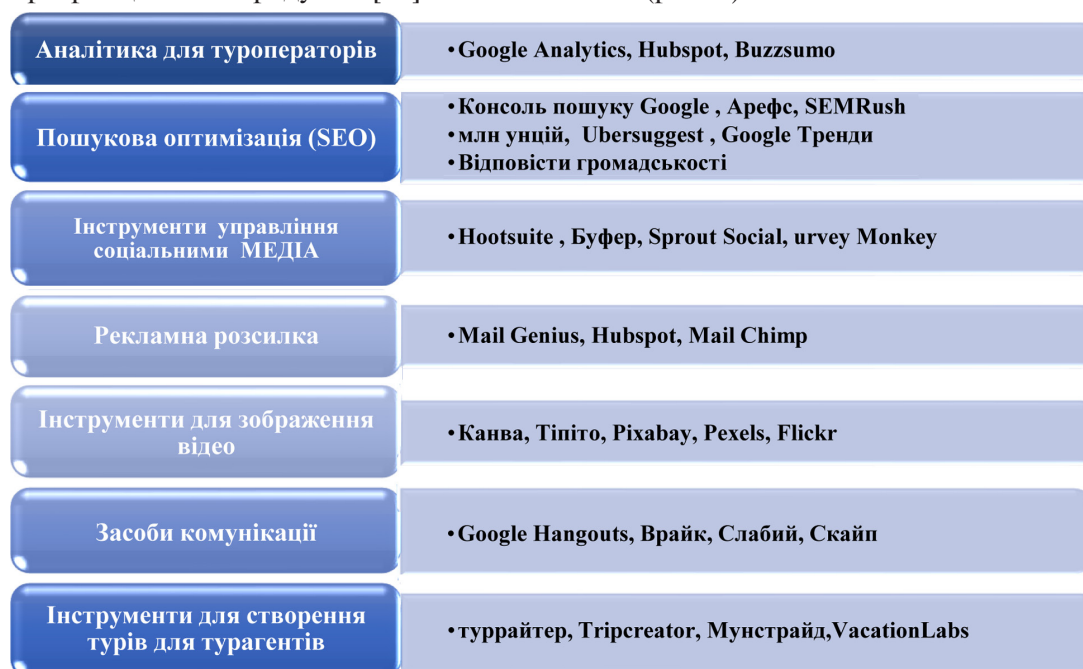 Аналітика для туроператорів
•Google Analytics, Hubspot, Buzzsumo
Пошукова оптимізація (SEO)
•Консоль пошуку Google , Арефс, SEMRush
•млн унцій, Ubersuggest , Google Тренди
•Відповісти громадськості
Інструменти управління
соціальними МЕДІА
•Hootsuite , Буфер, Sprout Social, urvey Monkey
Рекламна розсилка
•Mail Genius, Hubspot, Mail Chimp
Інструменти для зображення
відео
•Канва, Тіпіто, Pixabay, Pexels, Flickr
Засоби комунікації
•Google Hangouts, Врайк, Слабий, Скайп
Інструменти для створення
турів для турагентів
•туррайтер, Tripcreator, Мунстрайд,VacationLabs